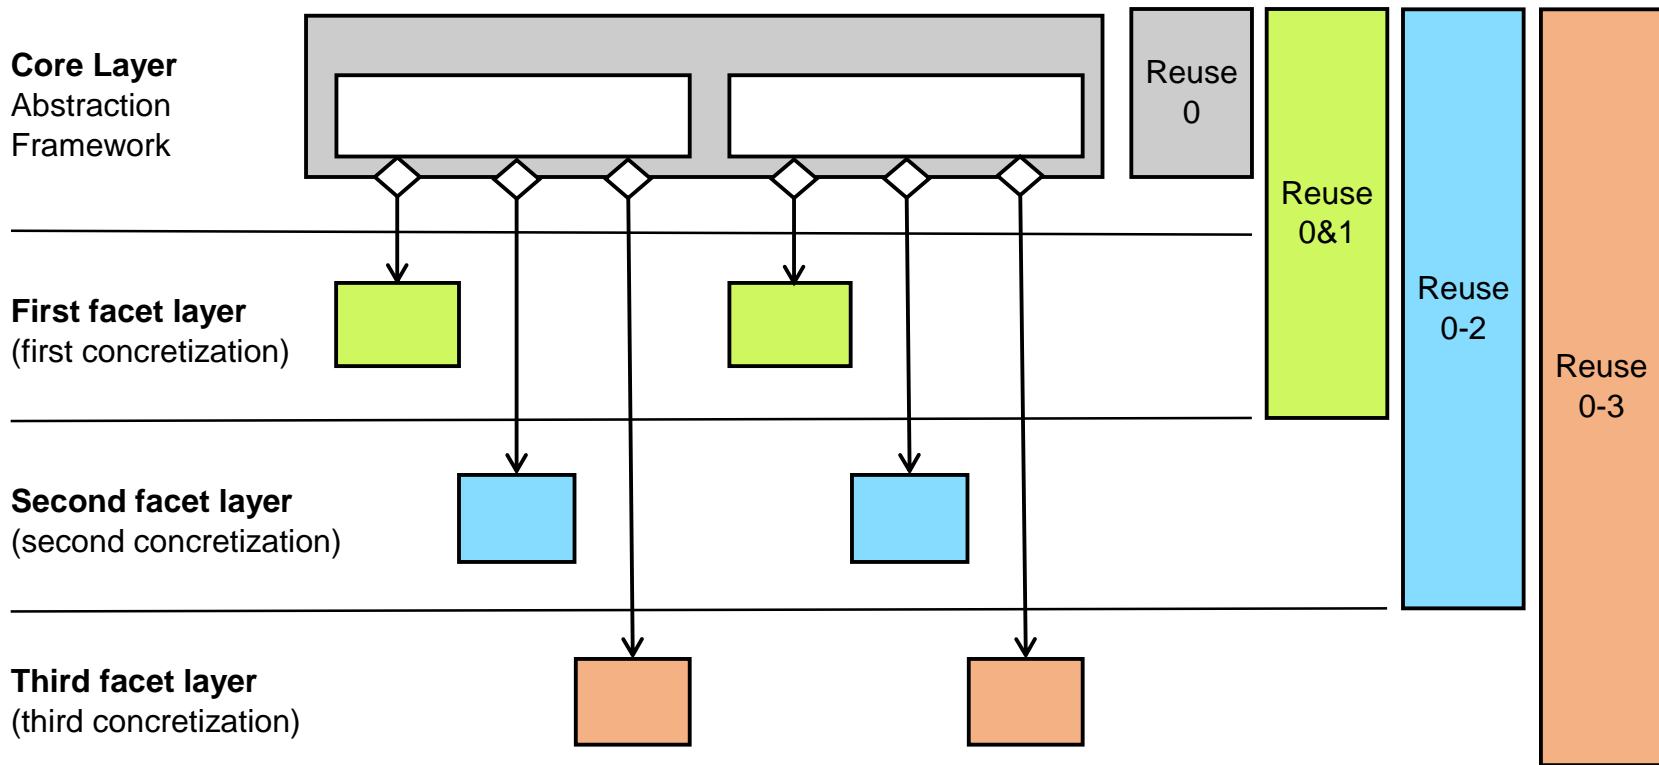 Core Layer
Abstraction
Framework
Reuse
0
Reuse
0&1
Reuse
0-2
Reuse
0-3
First facet layer
(first concretization)
Second facet layer
(second concretization)
Third facet layer
(third concretization)